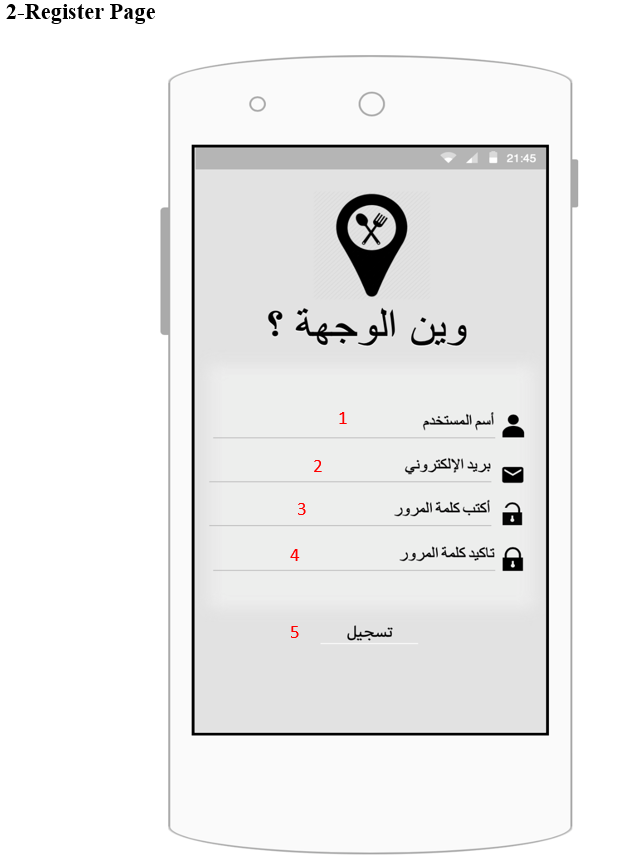 2-Register Page
21:45
وين الوجهة ؟
أسم المستخدم 1
بريد الإلكتروني 2
أكتب كلمة المرور 3
تاكيد كلمة المرور 4
تسجيل 5